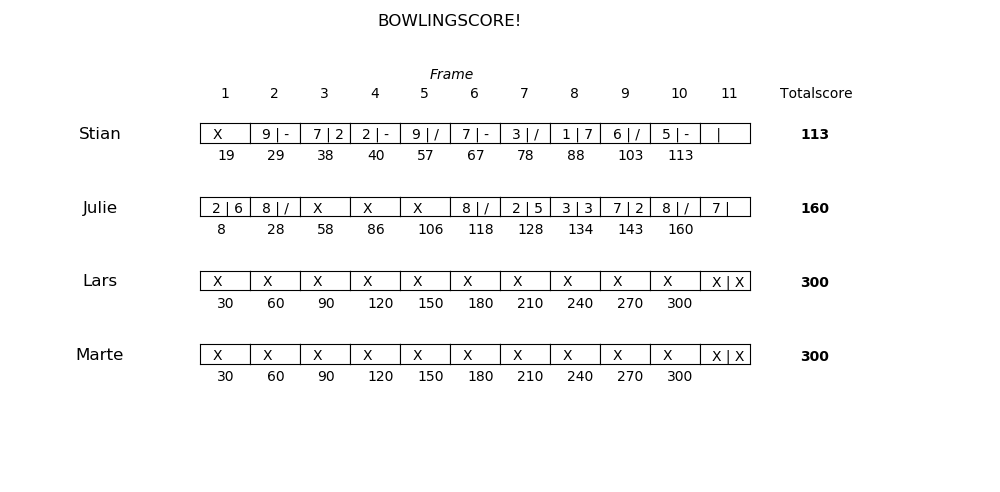 BOWLINGSCORE!
Frame
1 2 3 4 5 6 7 8 9 10 11 Totalscore
Stian X 9 | - 7 | 2 2 | - 9 | / 7 | - 3 | / 1 | 7 6 | / 5 | - | 113
19 29 38 40 57 67 78 88 103 113
Julie 2 | 6 8 | / X X X 8 | / 2 | 5 3 | 3 7 | 2 8 | / 7 | 160
8 28 58 86 106 118 128 134 143 160
Lars X X X X X X X X X X X | X 300
30 60 90 120 150 180 210 240 270 300
Marte X X X X X X X X X X X | X 300
30 60 90 120 150 180 210 240 270 300